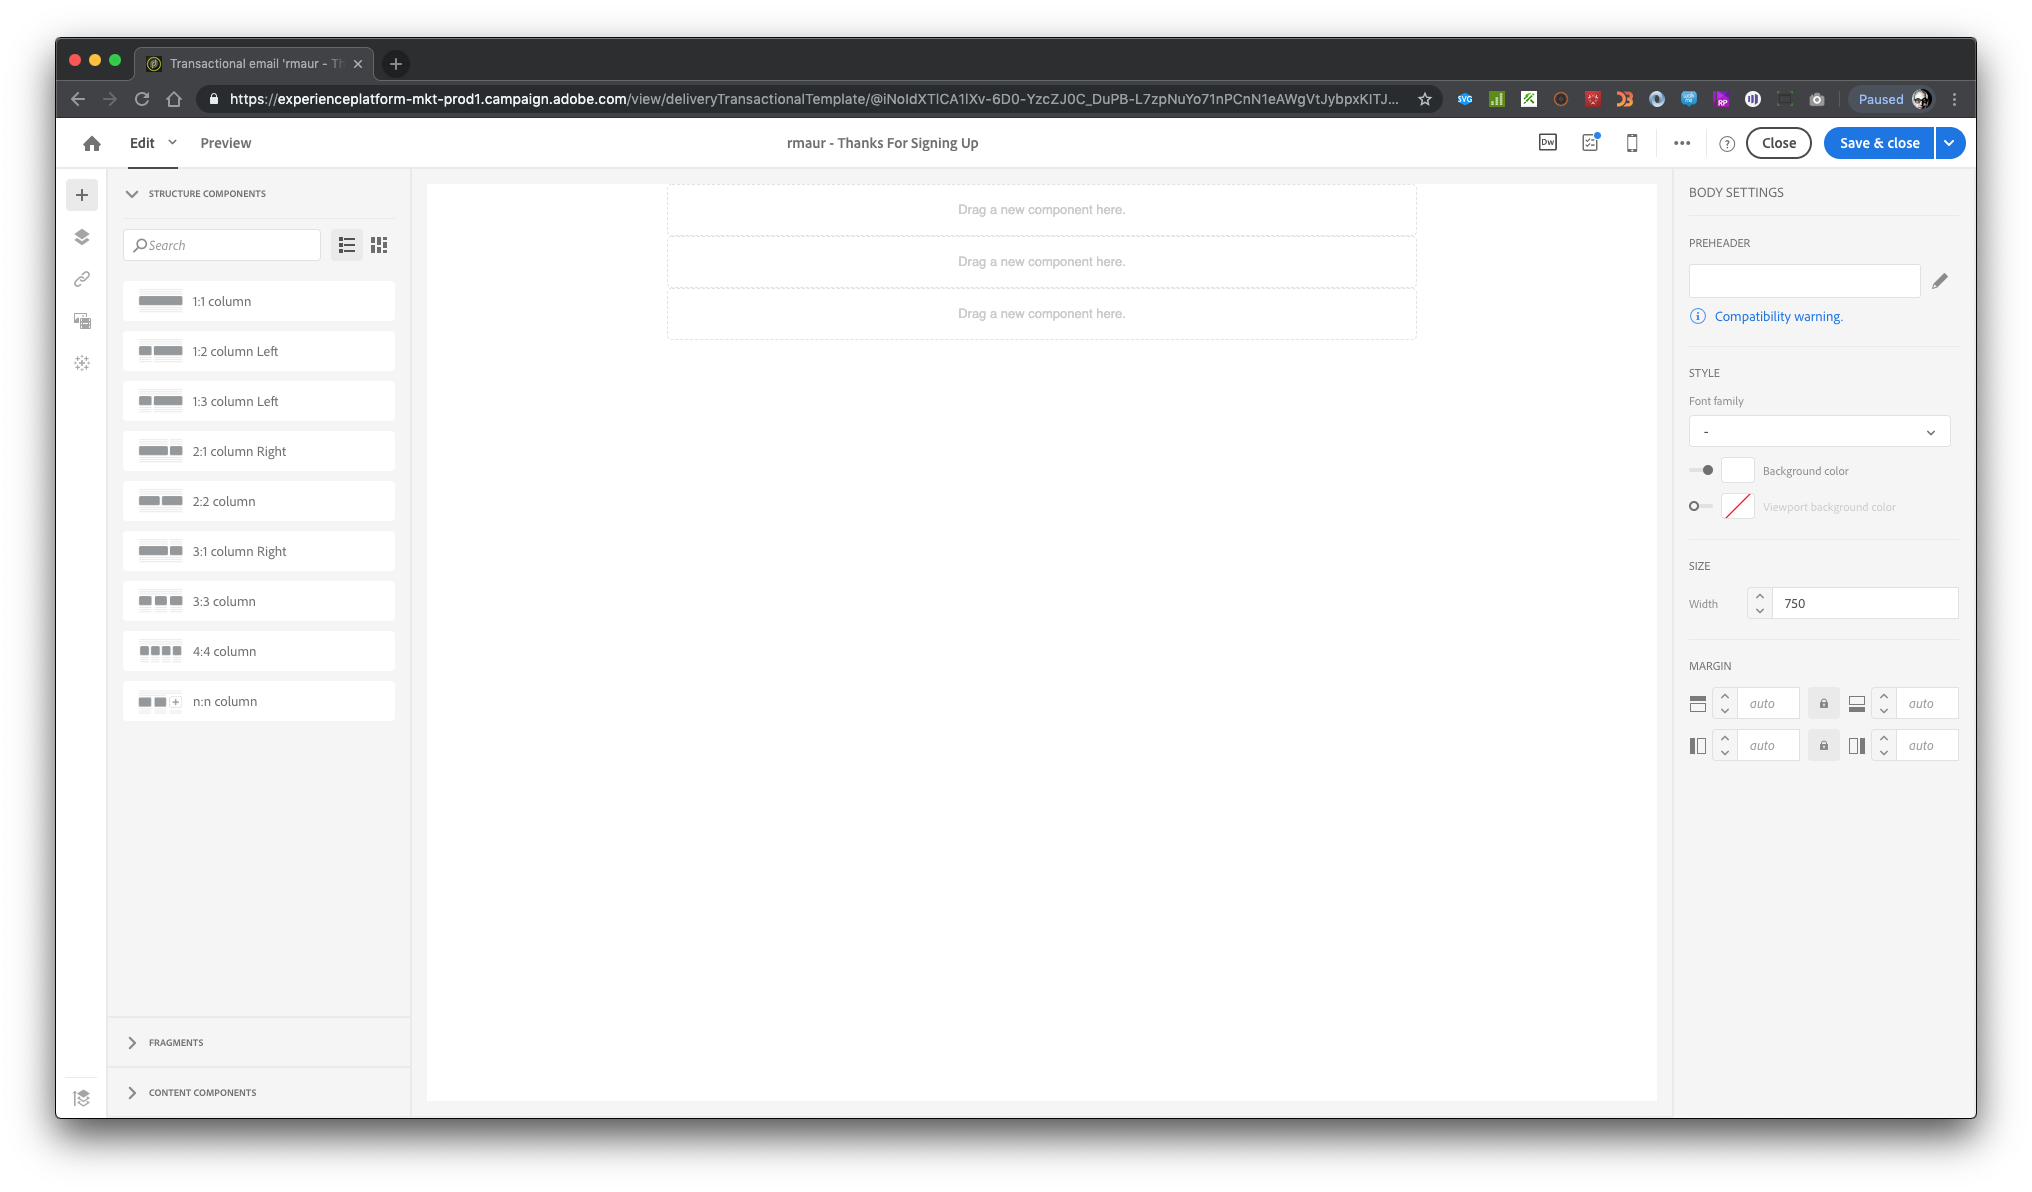 Transactional email 'rmaur - Th
https://experienceplatform-mkt-prod1.campaign.adobe.com/view/deliveryTransactionalTemplate/@iNoIdXTlCA1lXv-6D0-YzcZJ0C_DuPB-L7zpNuYo71nPCnN1eAWgVtJybpxKITJ...
SVG
RP
Paused
Edit
Preview
rmaur - Thanks For Signing Up
Dw
Close
Save & close
STRUCTURE COMPONENTS
Search
1:1 column
1:2 column Left
1:3 column Left
2:1 column Right
2:2 column
3:1 column Right
3:3 column
4:4 column
n:n column
FRAGMENTS
CONTENT COMPONENTS
Drag a new component here.
Drag a new component here.
Drag a new component here.
BODY SETTINGS
PREHEADER
Compatibility warning.
STYLE
Font family
-
Background color
Viewport background color
SIZE
Width
750
MARGIN
auto
auto
auto
auto